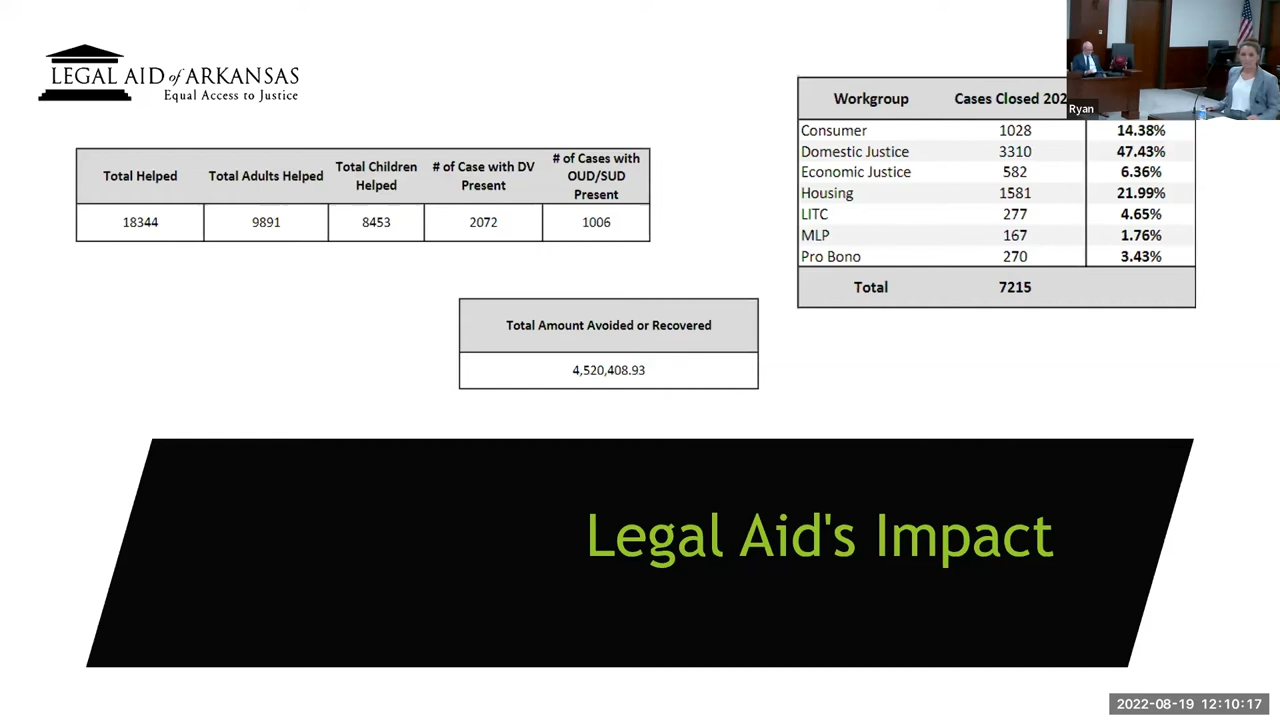 LEGAL AID of ARKANSAS
Equal Access to Justice
Total Helped
Total Adults Helped
Total Children
Helped
# of Case with DV
Present
# of Cases with
OUD/SUD
Present
18344
9891
8453
2072
1006
Workgroup Cases Closed
Consumer 1028 14.38%
Domestic Justice 3310 47.43%
Economic Justice 582 6.36%
Housing 1581 21.99%
LITC 277 4.65%
MLP 167 1.76%
Pro Bono 270 3.43%
Total 7215
Ryan
Total Amount Avoided or Recovered
4,520,408.93
Legal Aid's Impact
2022-08-19 12:10:17